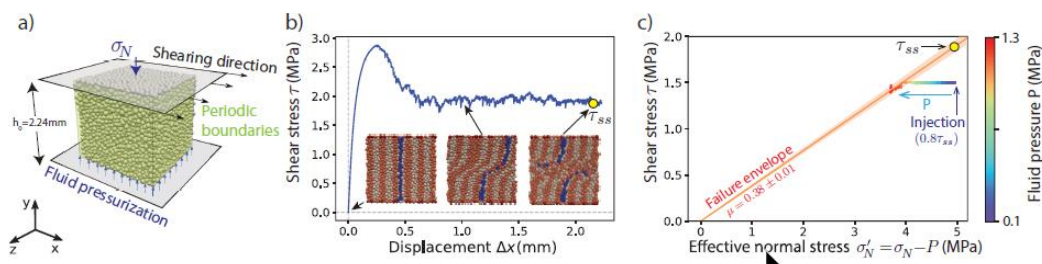 a)
σN
Shearing direction
Periodic
boundaries
h0=2.24mm
Fluid pressurization
y
z
x
b)
Shear stress τ (MPa)
3.0
2.5
2.0
1.5
1.0
0.5
0.0
τss
0.0 0.5 1.0 1.5 2.0
Displacement Δx(mm)
c)
Shear stress τ (MPa)
2.0
1.5
1.0
0.5
0.0
τss
P
Injection
(0.8τss)
Failure envelope
μ=0.38 ± 0.01
0 1 2 3 4 5
Effective normal stress σ′N=σN−P (MPa)
1.3
0.1
Fluid pressure P (MPa)